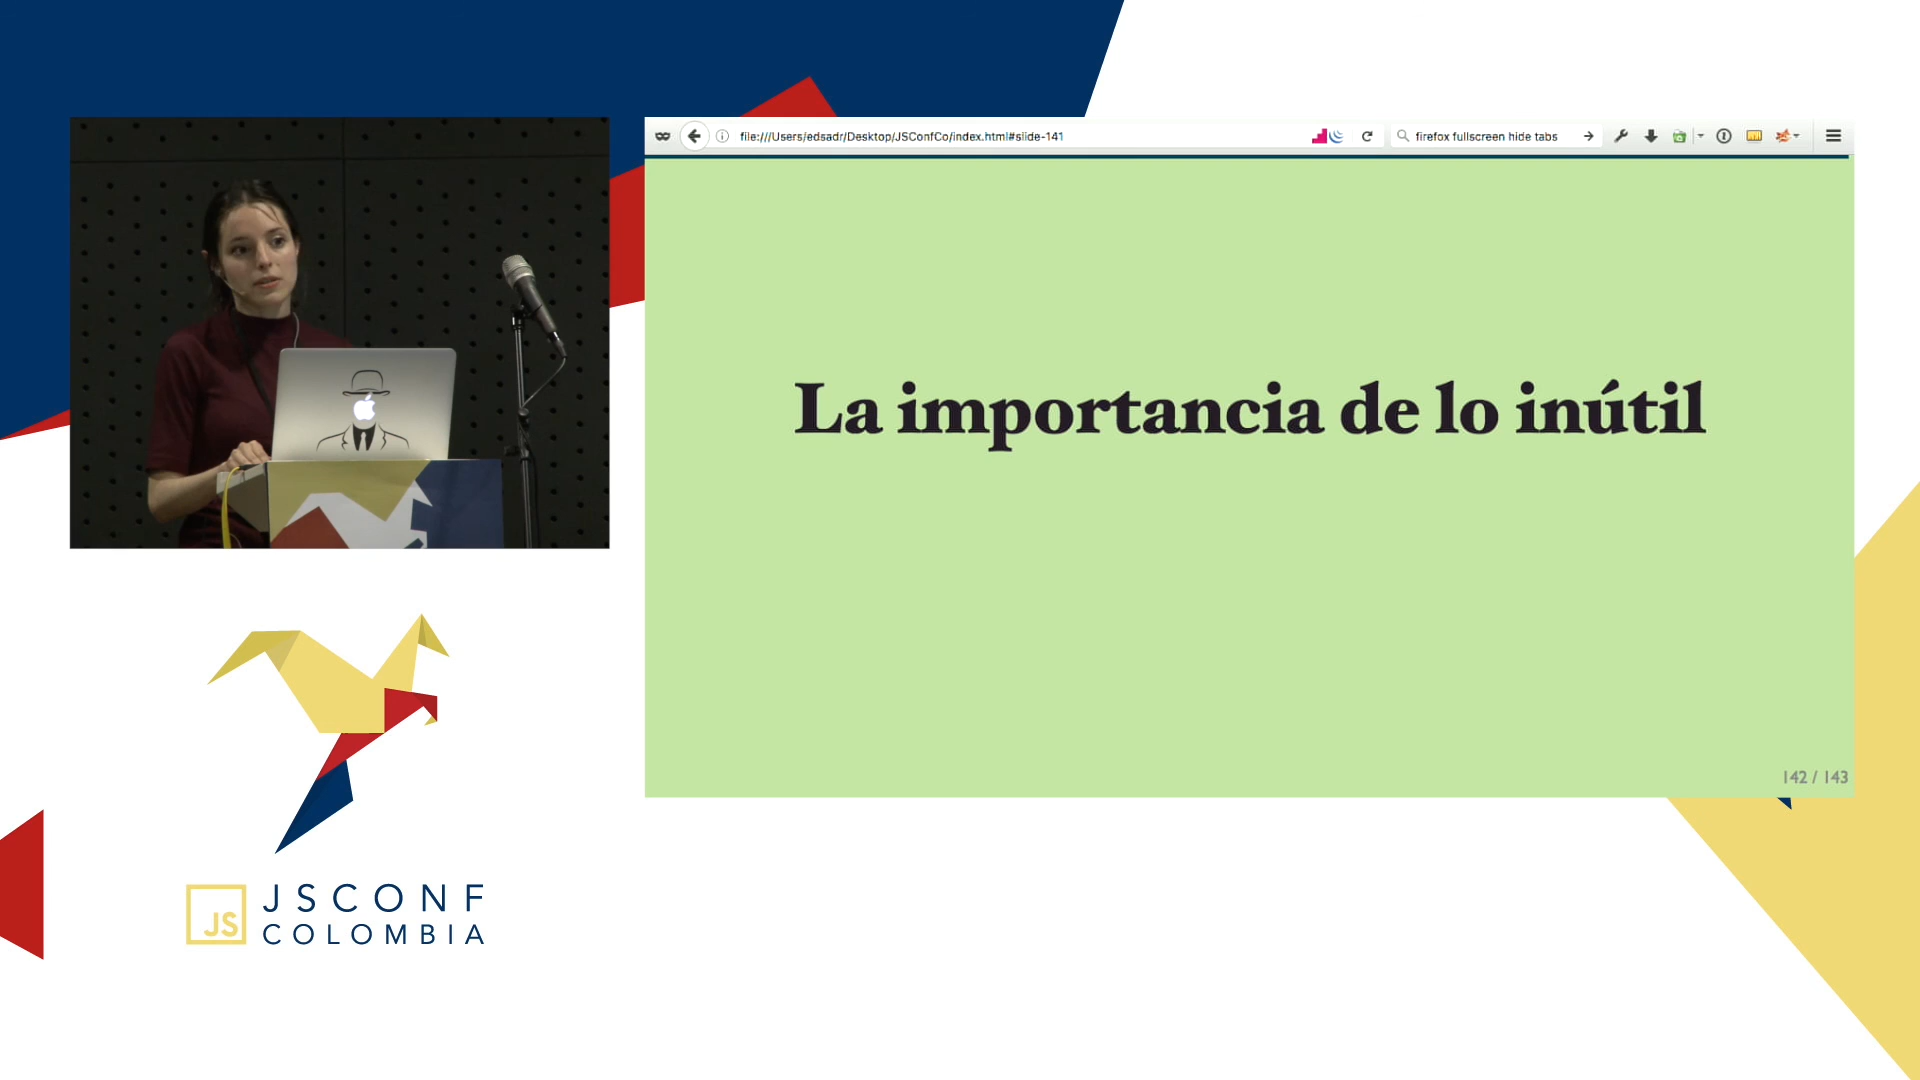 file:///Users/edsadr/Desktop/JSConfCo/index.html#slide-141
firefox fullscreen hide tabs
La importancia de lo inútil
142 / 143
JS
JSCONF
COLOMBIA